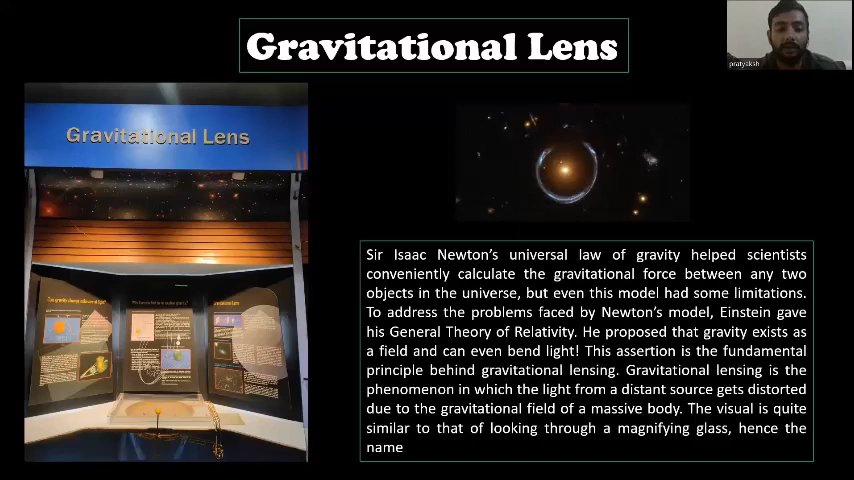 Gravitational Lens
pratyaksh
Gravitational Lens
Sir Isaac Newton's universal law of gravity helped scientists
conveniently calculate the gravitational force between any two
objects in the universe, but even this model had some limitations.
To address the problems faced by Newton's model, Einstein gave
his General Theory of Relativity. He proposed that gravity exists as
a field and can even bend light! This assertion is the fundamental
principle behind gravitational lensing. Gravitational lensing is the
phenomenon in which the light from a distant source gets distorted
due to the gravitational field of a massive body. The visual is quite
similar to that of looking through a magnifying glass, hence the
name